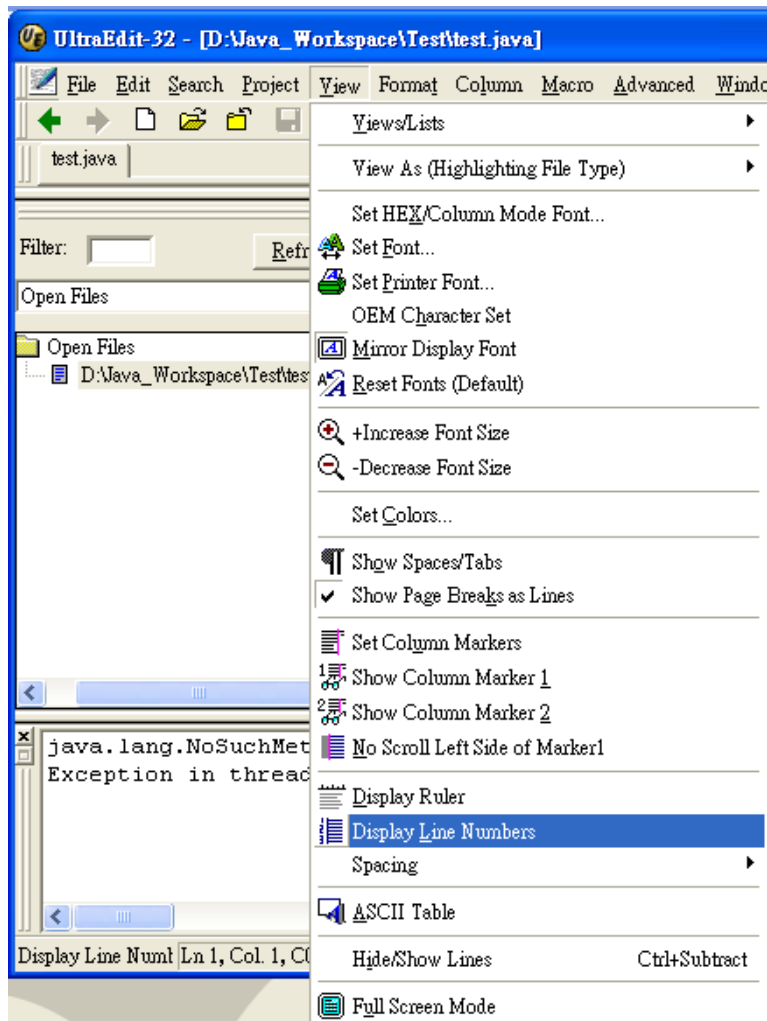 UltraEdit-32 - [D:\Java_Workspace\Test\test.java]
File Edit Search Project View Format Column Macro Advanced Windo
test.java
Filter: Refr
Open Files
Open Files
D:\Java_Workspace\Test\tes
java.lang.NoSuchMet
Exception in thread
Display Line Numb Ln 1, Col. 1, C0
Views/Lists
View As (Highlighting File Type)
Set HEX/Column Mode Font...
Set Font...
Set Printer Font...
OEM Character Set
Mirror Display Font
Reset Fonts (Default)
+Increase Font Size
-Decrease Font Size
Set Colors...
Show Spaces/Tabs
Show Page Breaks as Lines
Set Column Markers
Show Column Marker 1
Show Column Marker 2
No Scroll Left Side of Marker1
Display Ruler
Display Line Numbers
Spacing
ASCII Table
Hide/Show Lines Ctrl+Subtract
Full Screen Mode